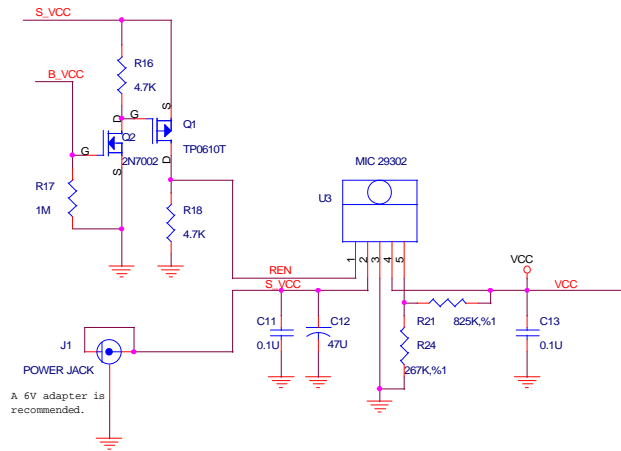 S_VCC
R16
4.7K
B_VCC
S
Q1
D
G
G
Q2
TP0610T
2N7002
D
S
R17
1M
R18
4.7K
MIC 29302
U3
1
2
3
4
5
REN
S_VCC
VCC
VCC
C11
0.1U
C12
47U
R21
825K,%1
R24
267K,%1
C13
0.1U
J1
POWER JACK
A 6V adapter is
recommended.